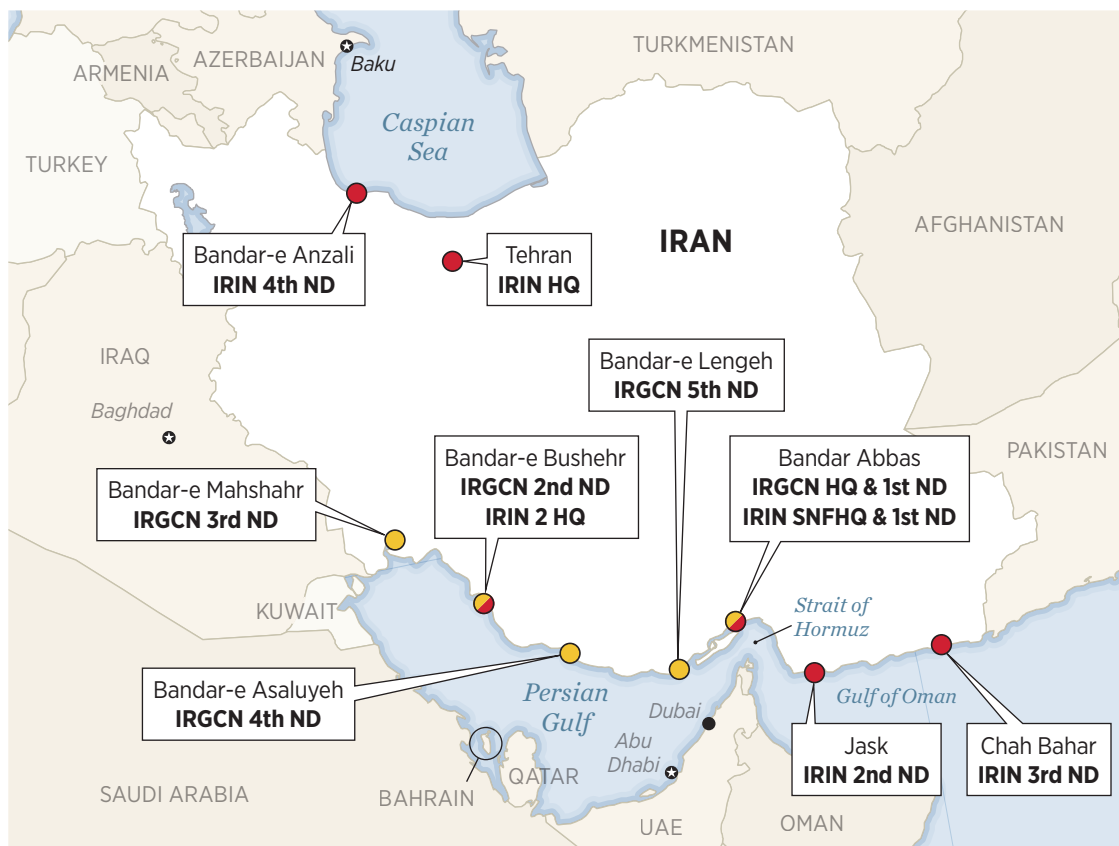 TURKMENISTAN
AZERBAIJAN
ARMENIA
Baku
Caspian
Sea
TURKEY
AFGHANISTAN
IRAN
Bandar-e Anzali
IRIN 4th ND
Tehran
IRIN HQ
IRAQ
Baghdad
Bandar-e Lengeh
IRGCN 5th ND
PAKISTAN
Bandar-e Mahshahr
IRGCN 3rd ND
Bandar-e Bushehr
IRGCN 2nd ND
IRIN 2 HQ
Bandar Abbas
IRGCN HQ & 1st ND
IRIN SNFHQ & 1st ND
KUWAIT
Strait of
Hormuz
Bandar-e Asaluyeh
IRGCN 4th ND
Persian
Gulf
Dubai
Abu
Dhabi
Gulf of Oman
Jask
IRIN 2nd ND
Chah Bahar
IRIN 3rd ND
SAUDI ARABIA
BAHRAIN
QATAR
UAE
OMAN